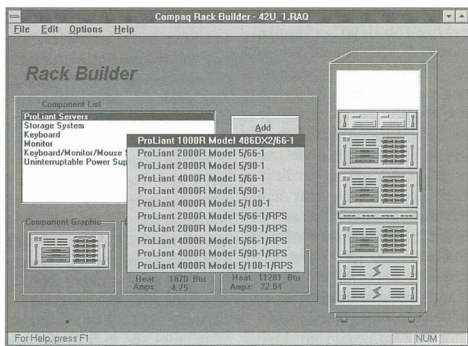 Compaq Rack Builder - 42U_1.RAQ
File Edit Options Help
Rack Builder
Component List
ProLiant Servers
Storage System
Keyboard
Monitor
Keyboard/Monitor/Mouse
Uninterruptable Power Sup
Add
ProLiant 1000R Model 486DX2/66-1
ProLiant 2000R Model 5/66-1
ProLiant 2000R Model 5/90-1
ProLiant 4000R Model 5/66-1
ProLiant 4000R Model 5/90-1
ProLiant 4000R Model 5/100-1
ProLiant 2000R Model 5/66-1/RPS
ProLiant 2000R Model 5/90-1/RPS
ProLiant 4000R Model 5/66-1/RPS
ProLiant 4000R Model 5/90-1/RPS
ProLiant 4000R Model 5/100-1/RPS
Component Graphic
Heat: 1878 Btu
Amps: 4.75
Heat: 11281 Btu
Amps: 22.84
For Help, press F1
NUM